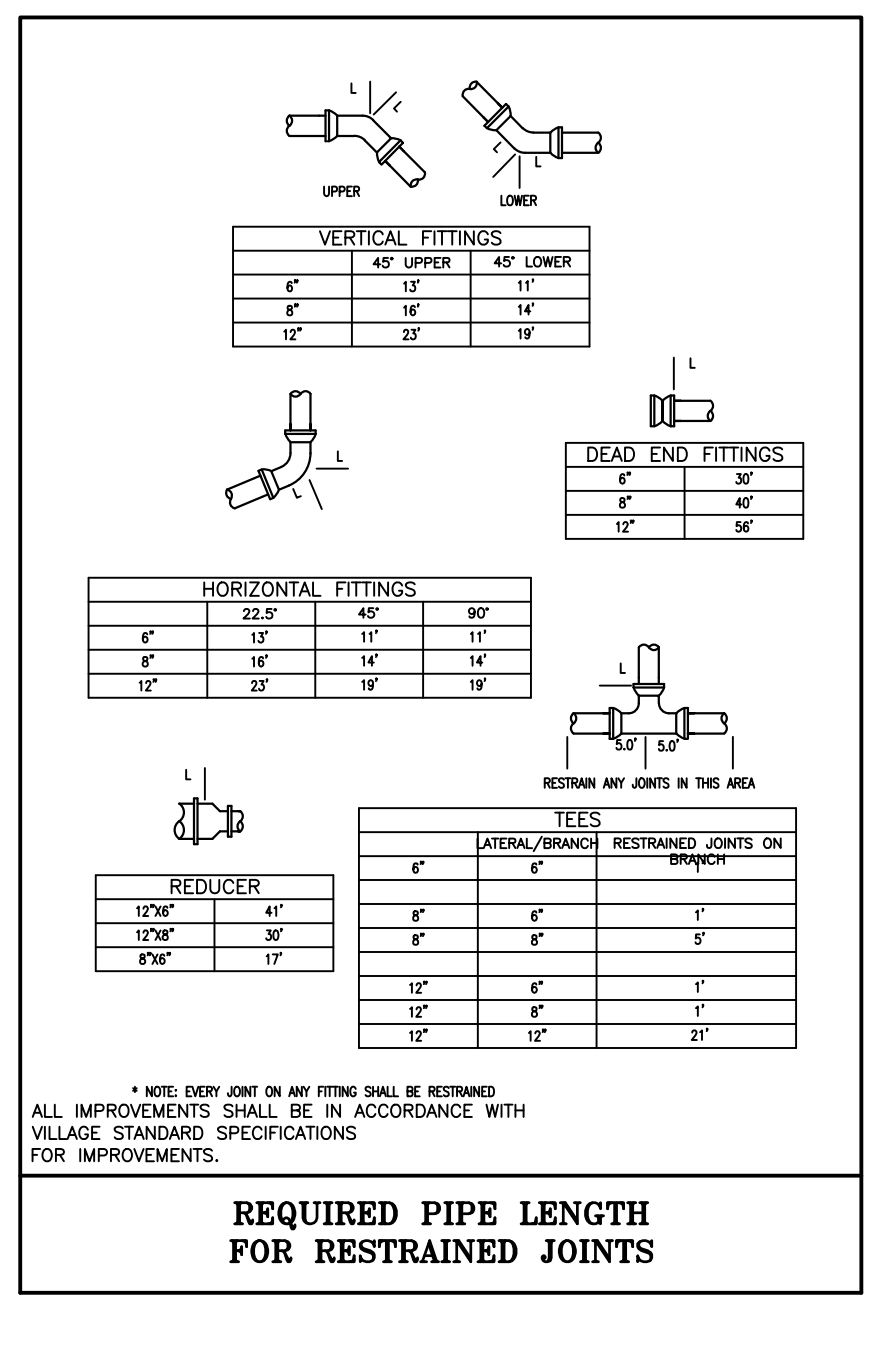 L L
L L
UPPER
LOWER
VERTICAL FITTINGS
45° UPPER 45° LOWER
6" 13' 11'
8" 16' 14'
12" 23' 19'
L
L
L
DEAD END FITTINGS
6" 30'
8" 40'
12" 56'
HORIZONTAL FITTINGS
22.5° 45° 90°
6" 13' 11' 11'
8" 16' 14' 14'
12" 23' 19' 19'
L
5.0' 5.0'
RESTRAIN ANY JOINTS IN THIS AREA
L
REDUCER
12"X6" 41'
12"X8" 30'
8"X6" 17'
TEES
LATERAL/BRANCH RESTRAINED JOINTS ON
BRANCH
6" 6"
8" 6" 1'
8" 8" 5'
12" 6" 1'
12" 8" 1'
12" 12" 21'
* NOTE: EVERY JOINT ON ANY FITTING SHALL BE RESTRAINED
ALL IMPROVEMENTS SHALL BE IN ACCORDANCE WITH
VILLAGE STANDARD SPECIFICATIONS
FOR IMPROVEMENTS.
REQUIRED PIPE LENGTH
FOR RESTRAINED JOINTS